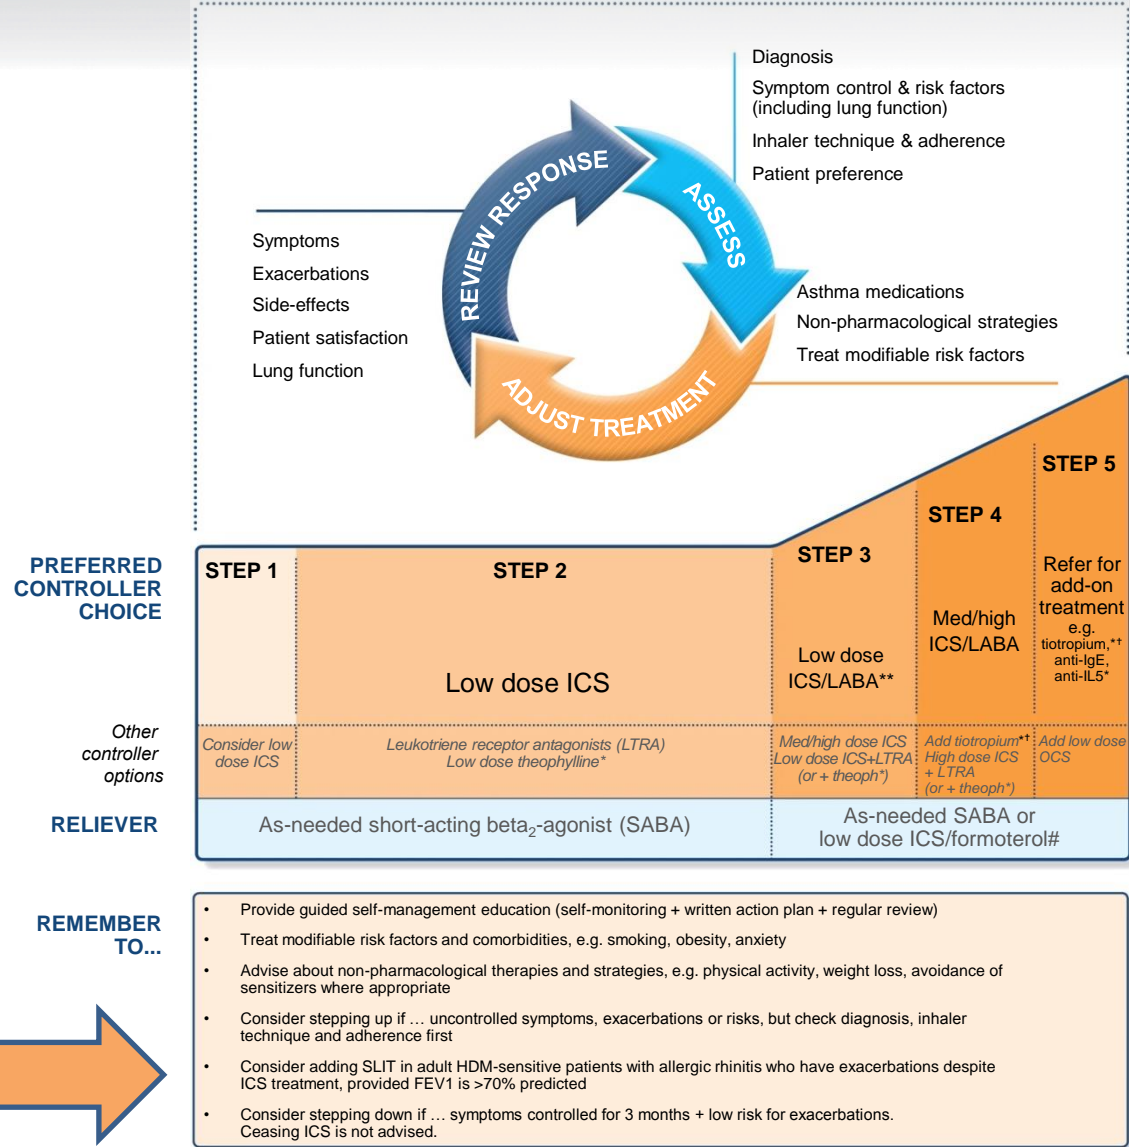 Diagnosis
Symptom control & risk factors
(including lung function)
Inhaler technique & adherence
Patient preference
REVIEW RESPONSE
ASSESS
ADJUST TREATMENT
Symptoms
Exacerbations
Side-effects
Patient satisfaction
Lung function
Asthma medications
Non-pharmacological strategies
Treat modifiable risk factors
PREFERRED
CONTROLLER
CHOICE
STEP 1
STEP 2
Low dose ICS
STEP 3
Low dose
ICS/LABA**
STEP 4
Med/high
ICS/LABA
STEP 5
Refer for
add-on
treatment
e.g.
tiotropium,*†
anti-IgE,
anti-IL5*
Other
controller
options
Consider low
dose ICS
Leukotriene receptor antagonists (LTRA)
Low dose theophylline*
Med/high dose ICS
Low dose ICS+LTRA
(or + theoph*)
Add tiotropium*†
High dose ICS
+ LTRA
(or + theoph*)
Add low dose
OCS
RELIEVER
As-needed short-acting beta₂-agonist (SABA)
As-needed SABA or
low dose ICS/formoterol#
REMEMBER
TO...
• Provide guided self-management education (self-monitoring + written action plan + regular review)
• Treat modifiable risk factors and comorbidities, e.g. smoking, obesity, anxiety
• Advise about non-pharmacological therapies and strategies, e.g. physical activity, weight loss, avoidance of
sensitizers where appropriate
• Consider stepping up if … uncontrolled symptoms, exacerbations or risks, but check diagnosis, inhaler
technique and adherence first
• Consider adding SLIT in adult HDM-sensitive patients with allergic rhinitis who have exacerbations despite
ICS treatment, provided FEV1 is >70% predicted
• Consider stepping down if … symptoms controlled for 3 months + low risk for exacerbations.
Ceasing ICS is not advised.